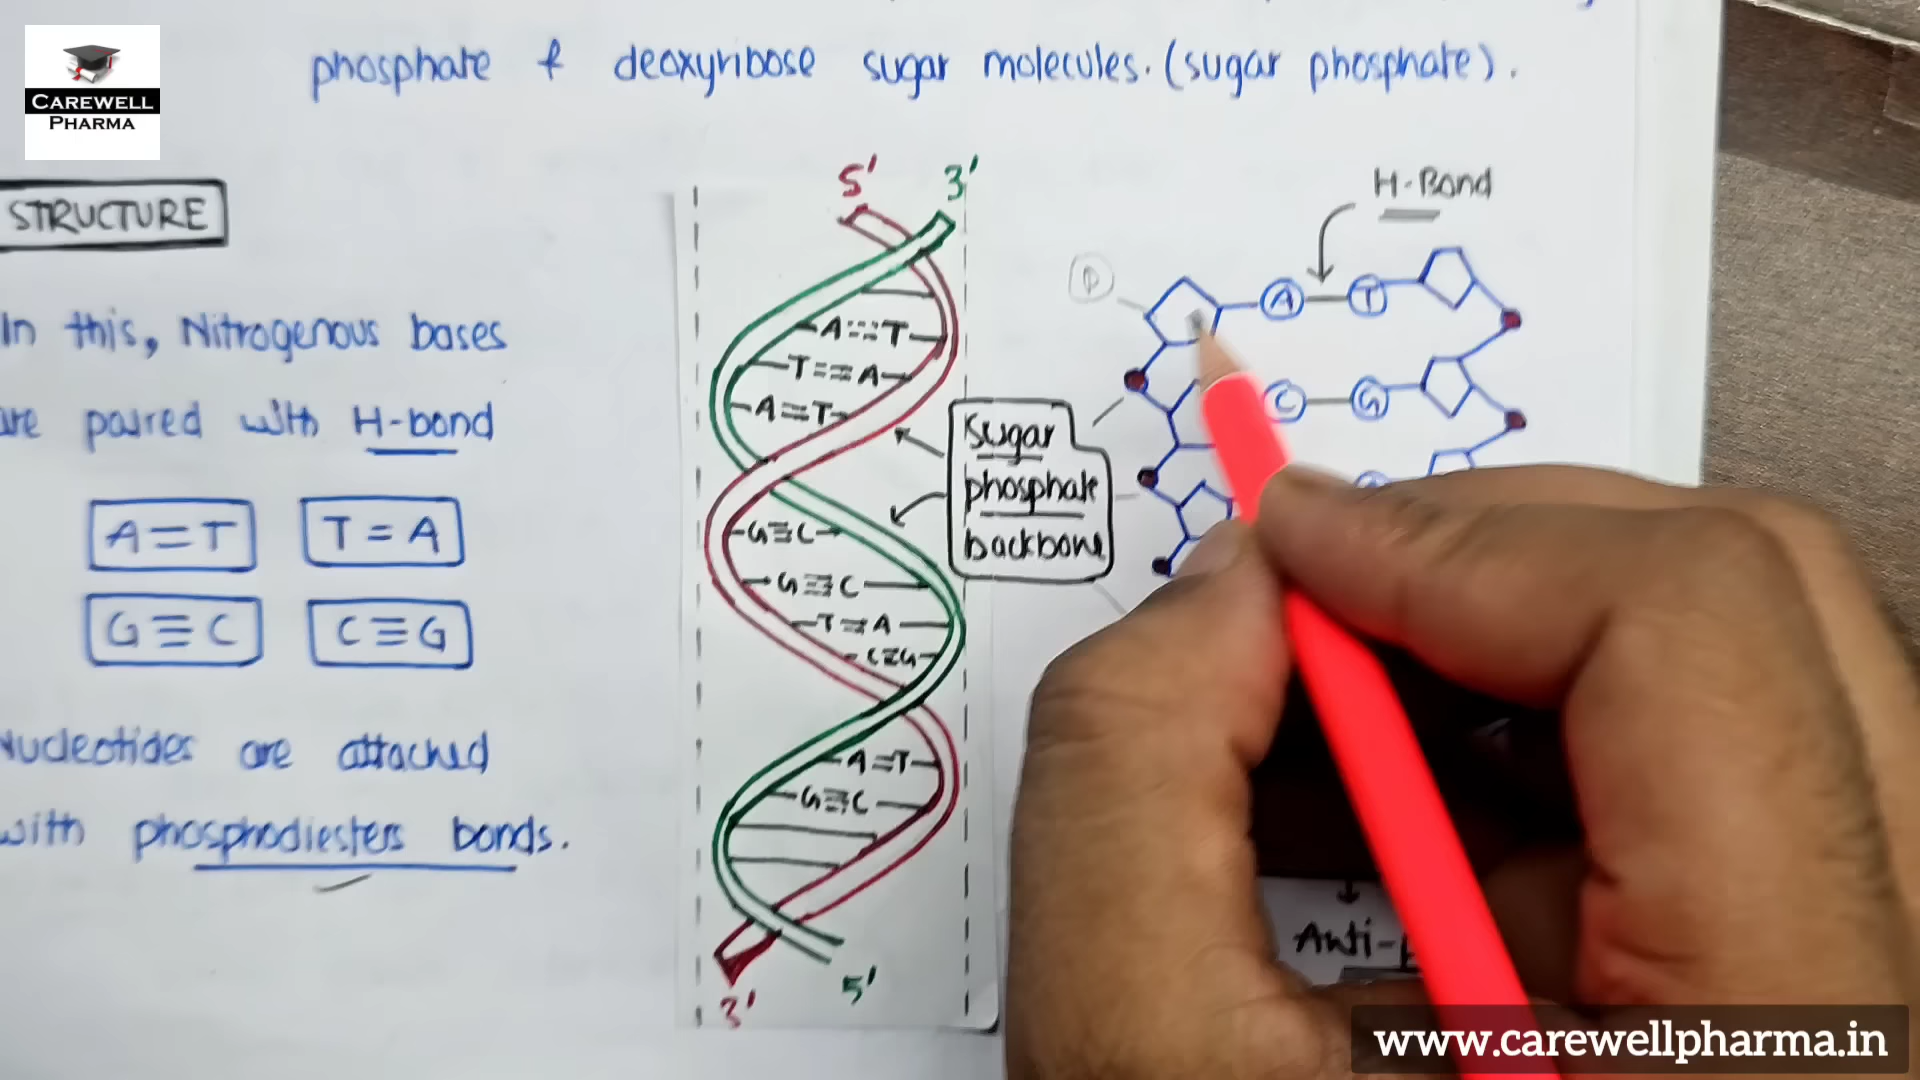 CAREWELL
PHARMA
phosphate & deoxyribose sugar molecules. (sugar phosphate).
STRUCTURE
In this, Nitrogenous bases
are paired with H-bond
A = T
T = A
G ≡ C
C ≡ G
Nucleotides are attached
with phosphodiesters bonds.
5'
3'
A===T
T==A
A=T
G≡C
G≡C
T=A
C≡G
A=T
G≡C
3'
5'
Sugar
phosphate
backbone
H-Bond
P
A
T
C
G
Anti-
www.carewellpharma.in